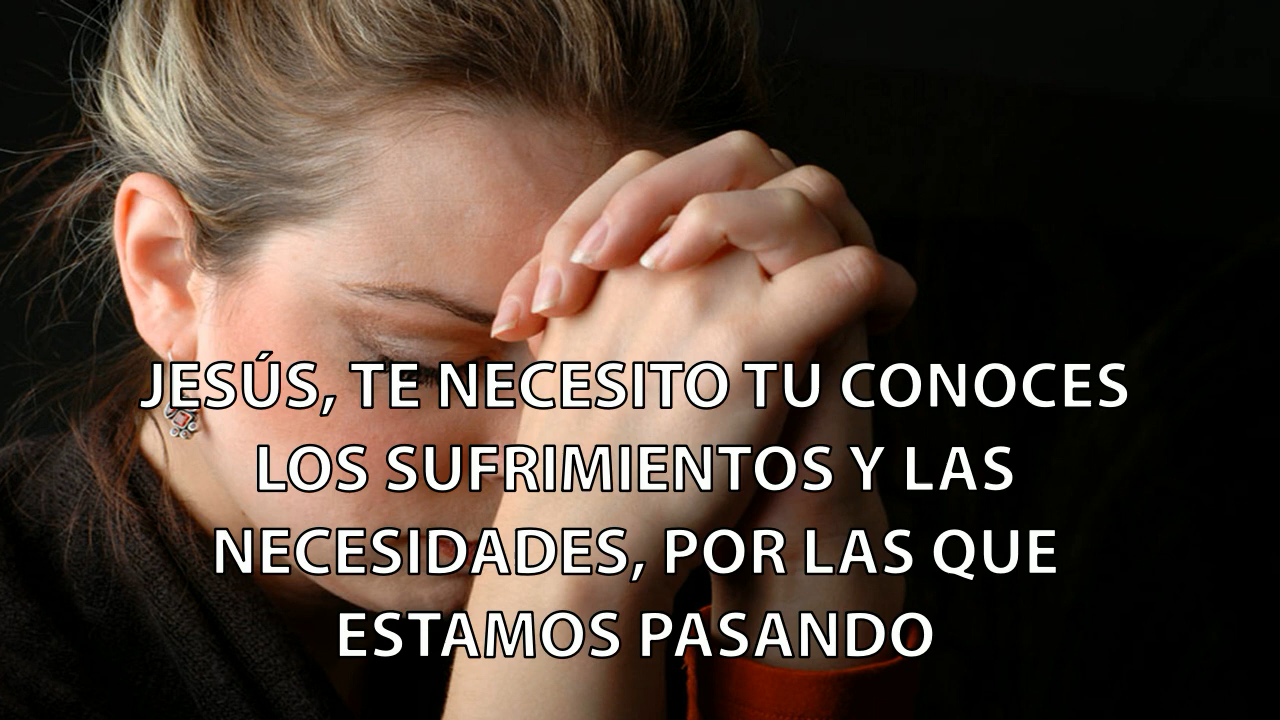 JESÚS, TE NECESITO TU CONOCES
LOS SUFRIMIENTOS Y LAS
NECESIDADES, POR LAS QUE
ESTAMOS PASANDO